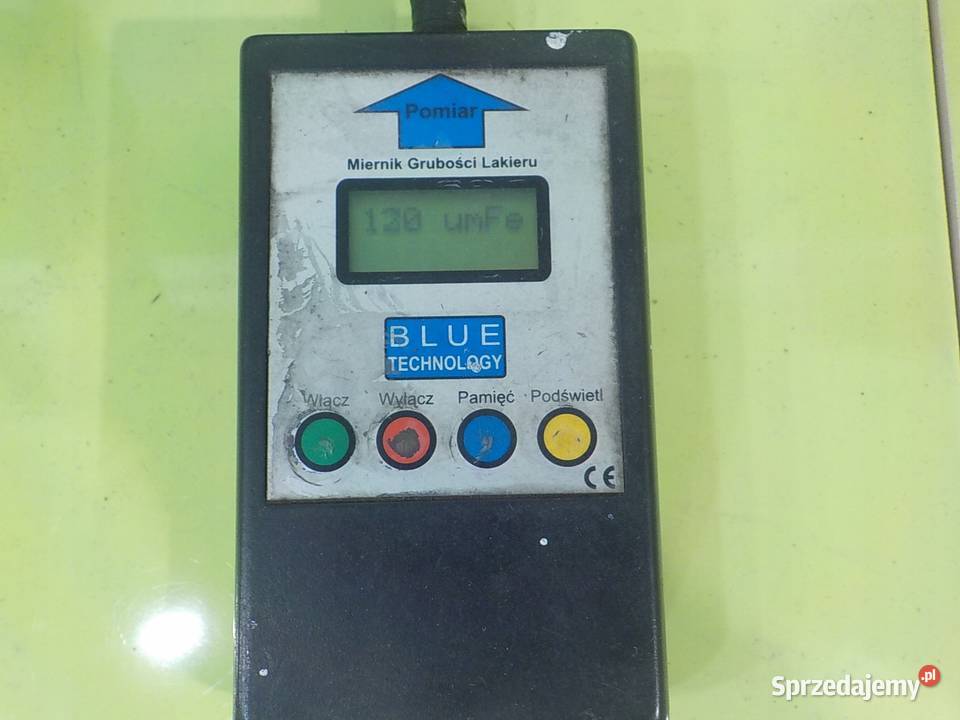 Pomiar
Miernik Grubości Lakieru
130 umFe
BLUE
TECHNOLOGY
Włącz Wyłącz Pamięć Podświetl
CE
Sprzedajemy.pl